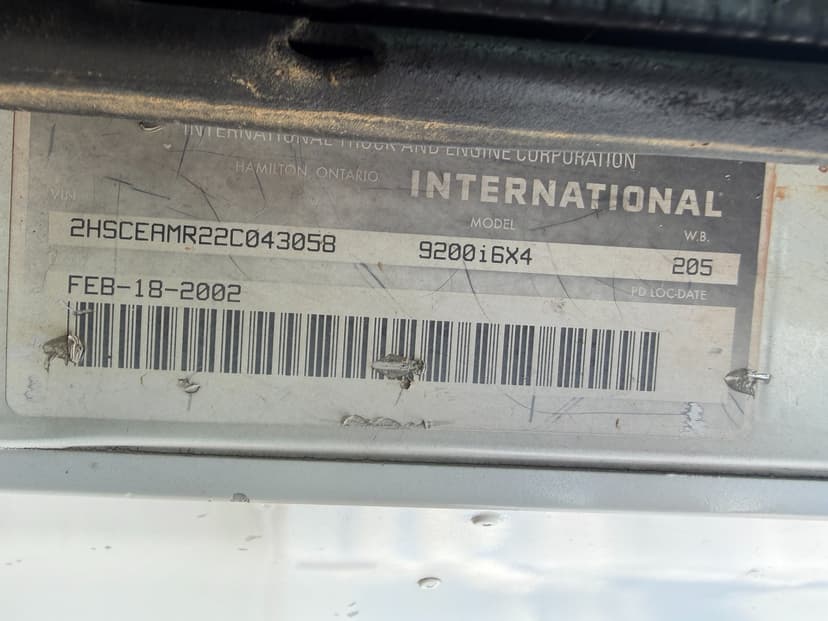 INTERNATIONAL TRUCK AND ENGINE CORPORATION
HAMILTON, ONTARIO
INTERNATIONAL
VIN
MODEL
W.B.
2HSCEAMR22C043058 9200i6X4 205
FEB-18-2002
PD LOC-DATE